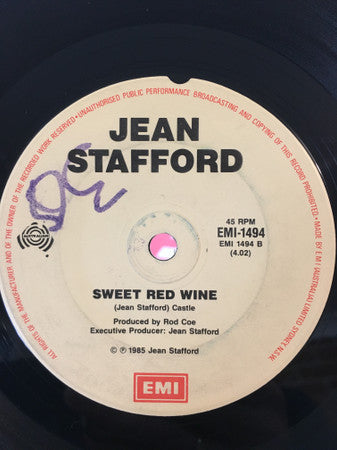 ALL RIGHTS OF THE MANUFACTURER AND OF THE OWNER OF THE RECORDED WORK RESERVED • UNAUTHORISED PUBLIC PERFORMANCE BROADCASTING AND COPYING OF THIS RECORD PROHIBITED • MADE BY E M I (AUSTRALIA) LIMITED SYDNEY N.S.W.
JEAN
STAFFORD
45 RPM
EMI-1494
EMI 1494 B
(4.02)
SWEET RED WINE
(Jean Stafford) Castle
Produced by Rod Coe
Executive Producer: Jean Stafford
© ℗ 1985 Jean Stafford
EMI